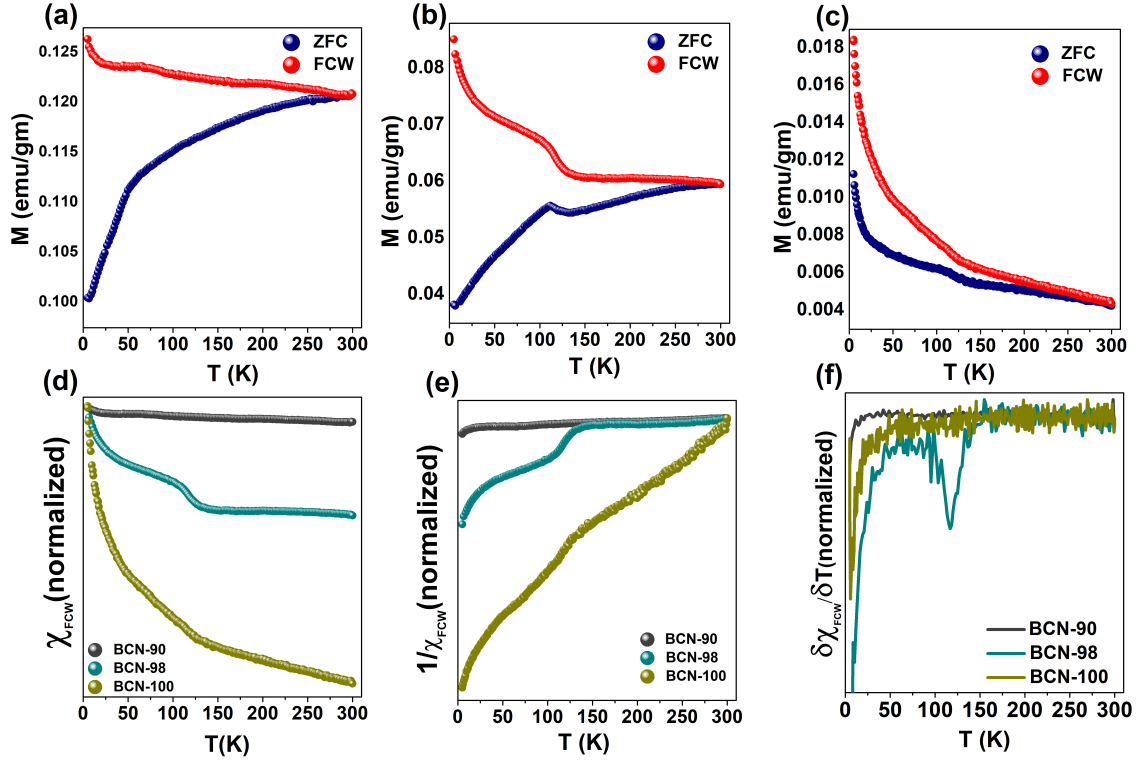 (a)
ZFC
FCW
M (emu/gm)
0.125
0.120
0.115
0.110
0.105
0.100
0 50 100 150 200 250 300
T (K)
(b)
ZFC
FCW
M (emu/gm)
0.08
0.07
0.06
0.05
0.04
0 50 100 150 200 250 300
T (K)
(c)
ZFC
FCW
M (emu/gm)
0.018
0.016
0.014
0.012
0.010
0.008
0.006
0.004
0 50 100 150 200 250 300
T (K)
(d)
χFCW(normalized)
BCN-90
BCN-98
BCN-100
0 50 100 150 200 250 300
T(K)
(e)
1/χFCW(normalized)
BCN-90
BCN-98
BCN-100
0 50 100 150 200 250 300
T (K)
(f)
δχFCW/δT(normalized)
BCN-90
BCN-98
BCN-100
0 50 100 150 200 250 300
T (K)